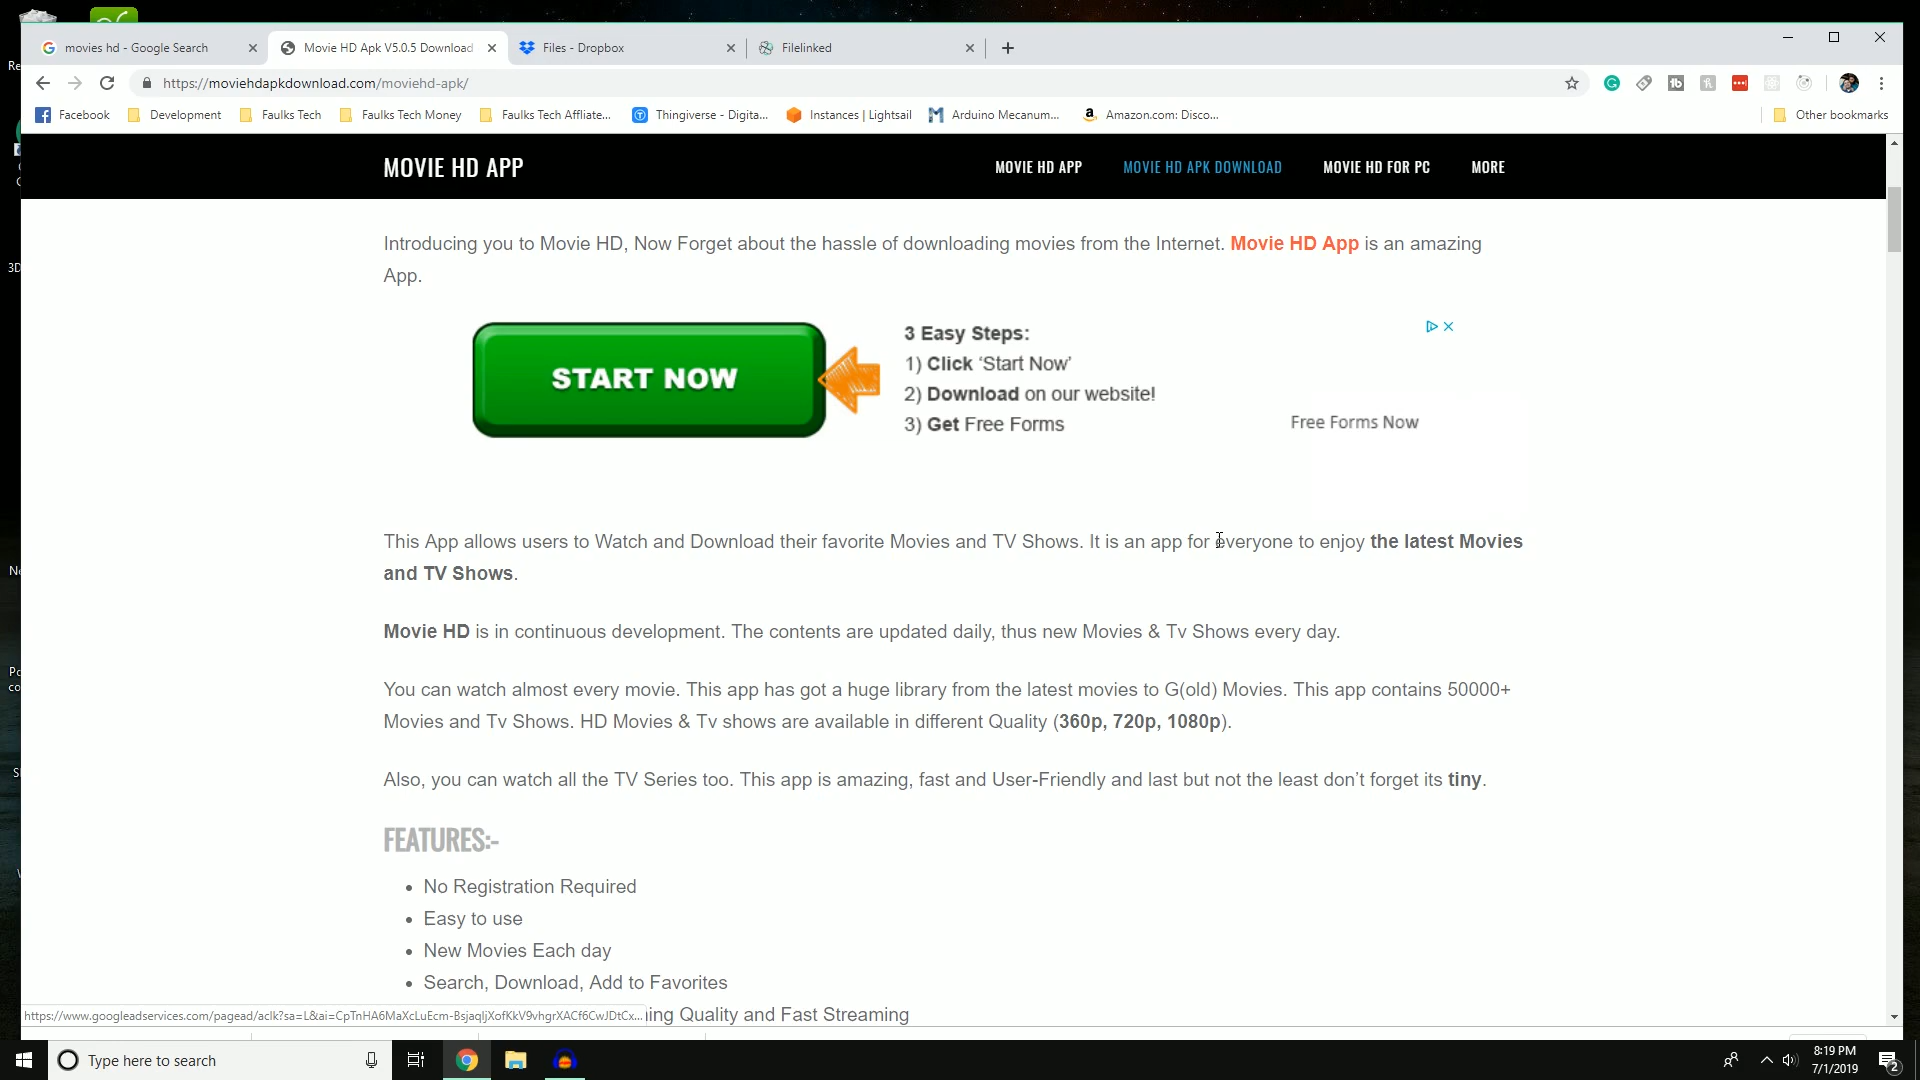 movies hd - Google Search
Movie HD Apk V5.0.5 Download
Files - Dropbox
Filelinked
https://moviehdapkdownload.com/moviehd-apk/
Facebook
Development
Faulks Tech
Faulks Tech Money
Faulks Tech Affliate...
Thingiverse - Digita...
Instances | Lightsail
Arduino Mecanum...
Amazon.com: Disco...
Other bookmarks
MOVIE HD APP
MOVIE HD APP
MOVIE HD APK DOWNLOAD
MOVIE HD FOR PC
MORE
Introducing you to Movie HD, Now Forget about the hassle of downloading movies from the Internet. Movie HD App is an amazing
App.
START NOW
3 Easy Steps:
1) Click ‘Start Now’
2) Download on our website!
3) Get Free Forms
Free Forms Now
This App allows users to Watch and Download their favorite Movies and TV Shows. It is an app for everyone to enjoy the latest Movies
and TV Shows.
Movie HD is in continuous development. The contents are updated daily, thus new Movies & Tv Shows every day.
You can watch almost every movie. This app has got a huge library from the latest movies to G(old) Movies. This app contains 50000+
Movies and Tv Shows. HD Movies & Tv shows are available in different Quality (360p, 720p, 1080p).
Also, you can watch all the TV Series too. This app is amazing, fast and User-Friendly and last but not the least don’t forget its tiny.
FEATURES:-
• No Registration Required
• Easy to use
• New Movies Each day
• Search, Download, Add to Favorites
ing Quality and Fast Streaming
https://www.googleadservices.com/pagead/aclk?sa=L&ai=CpTnHA6MaXcLuEcm-BsjaqljXofKkV9vhgrXACf6CwJDtCx...
Type here to search
8:19 PM
7/1/2019
2